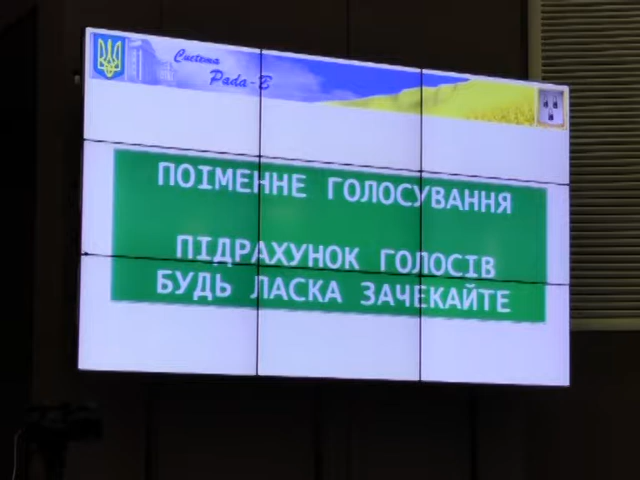 Система
Рада-В
ПОІМЕННЕ ГОЛОСУВАННЯ
ПІДРАХУНОК ГОЛОСІВ
БУДЬ ЛАСКА ЗАЧЕКАЙТЕ